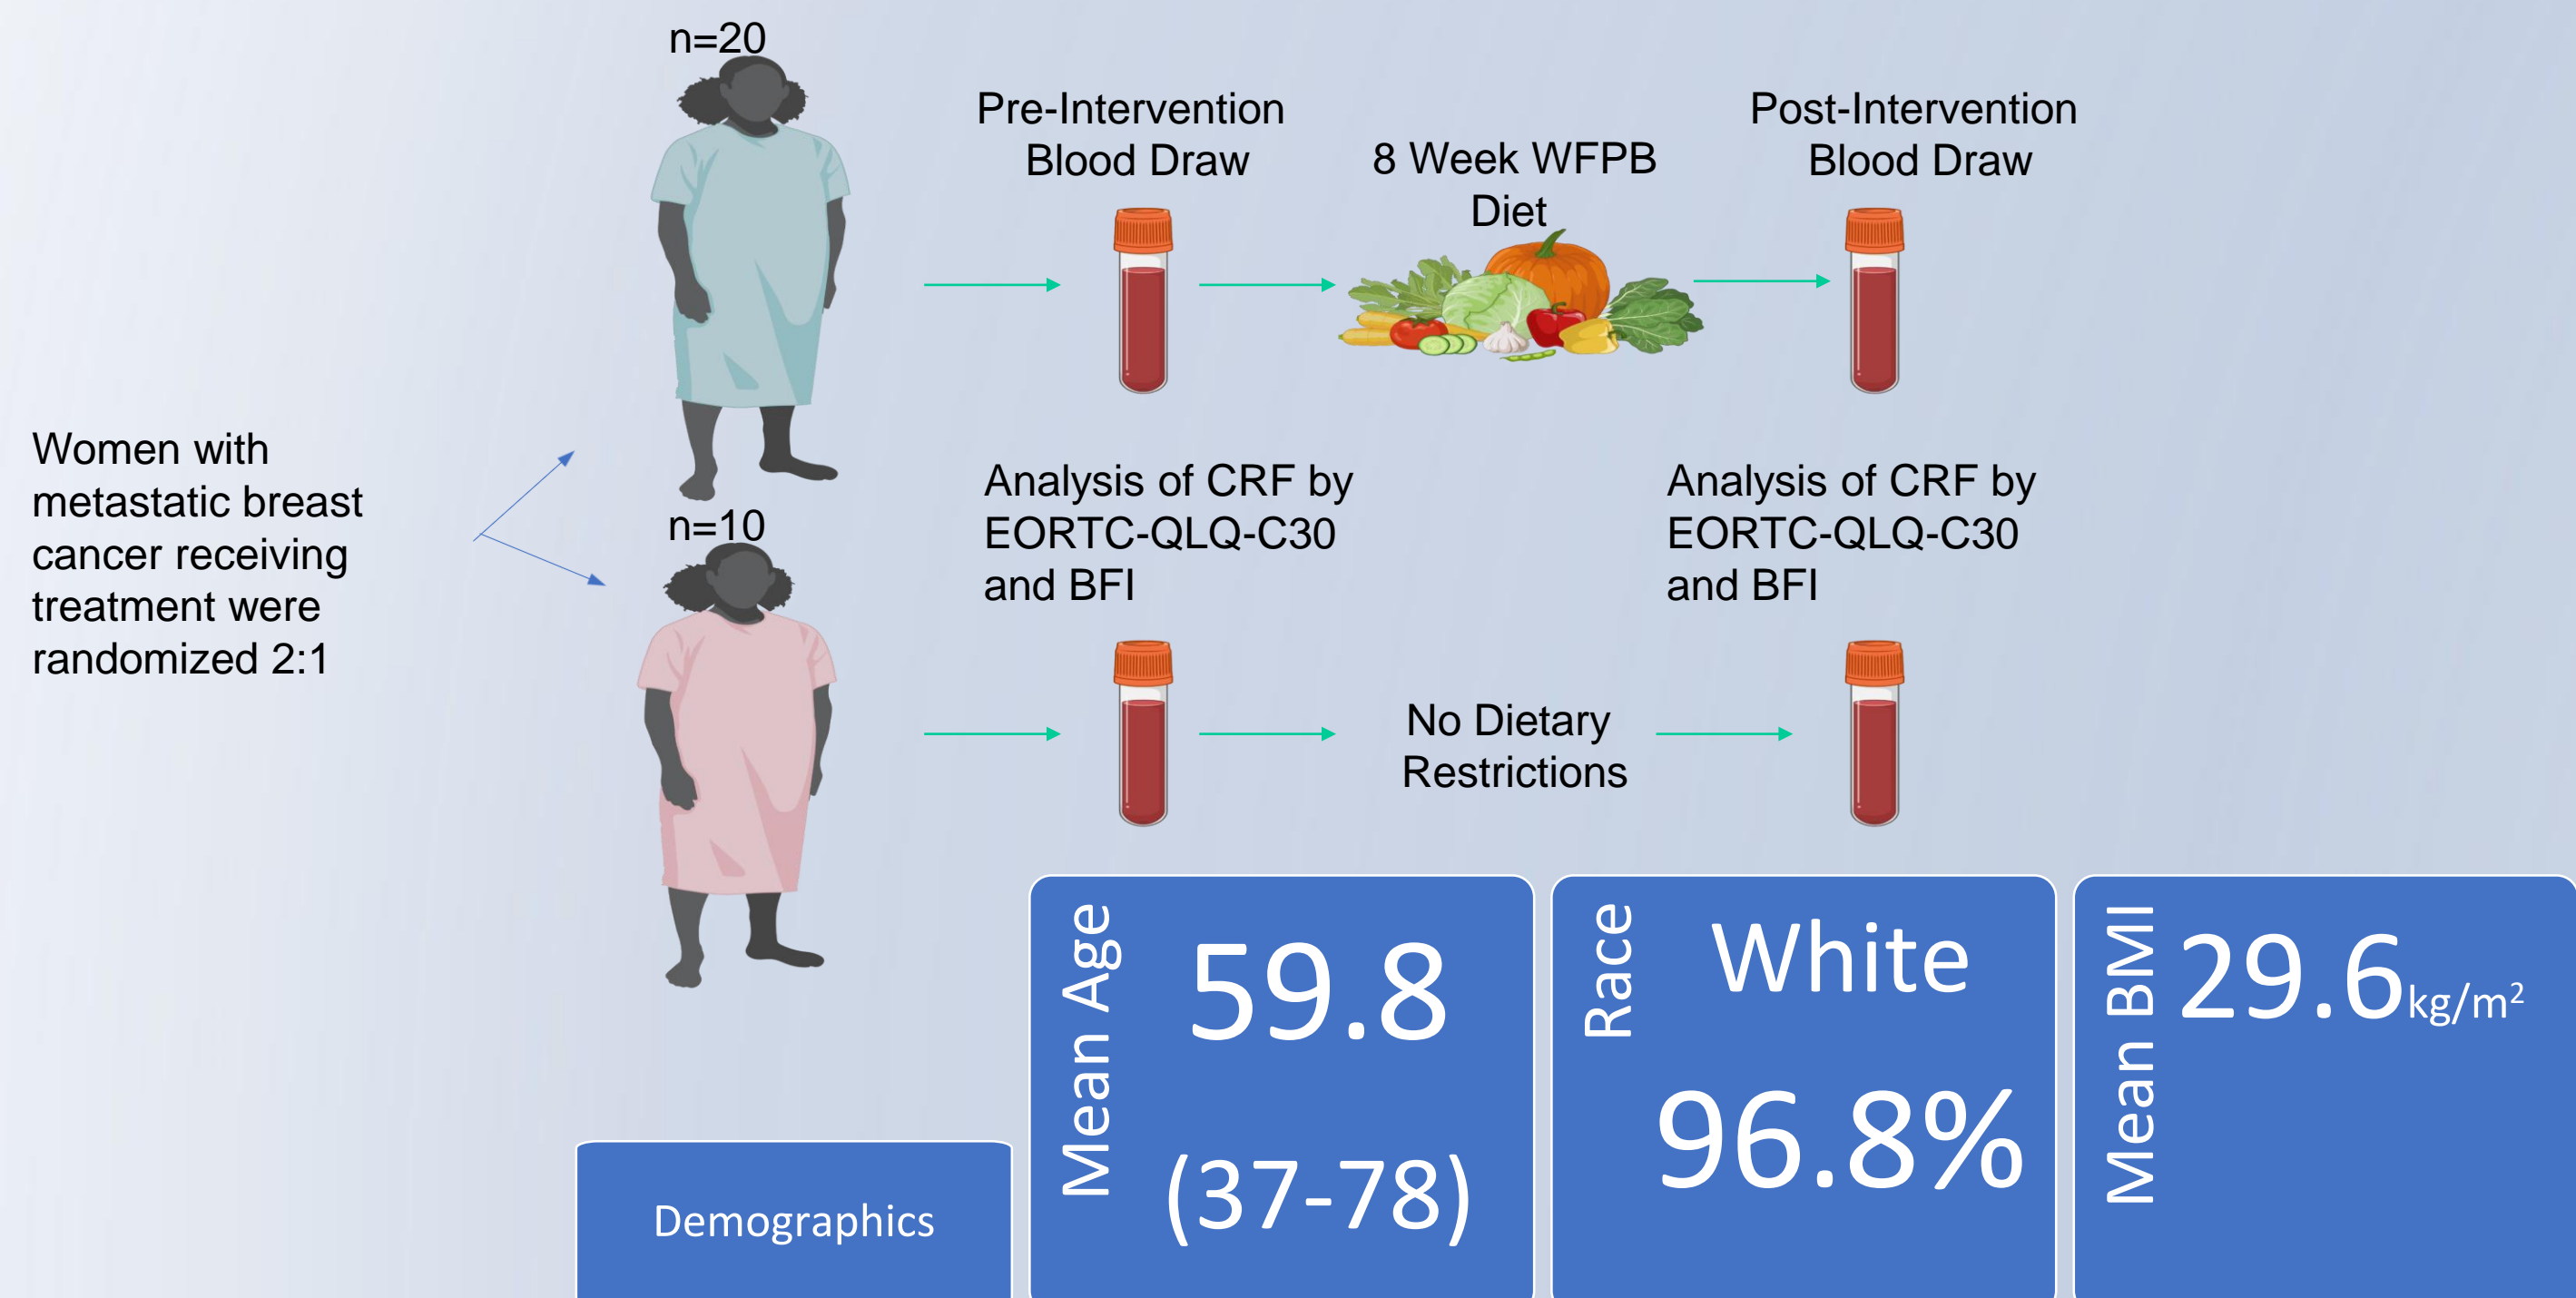 Women with
metastatic breast
cancer receiving
treatment were
randomized 2:1
n=20
Pre-Intervention
Blood Draw
8 Week WFPB
Diet
Post-Intervention
Blood Draw
n=10
Analysis of CRF by
EORTC-QLQ-C30
and BFI
Analysis of CRF by
EORTC-QLQ-C30
and BFI
No Dietary
Restrictions
Demographics
Mean Age
59.8
(37-78)
Race
White
96.8%
Mean BMI
29.6kg/m²